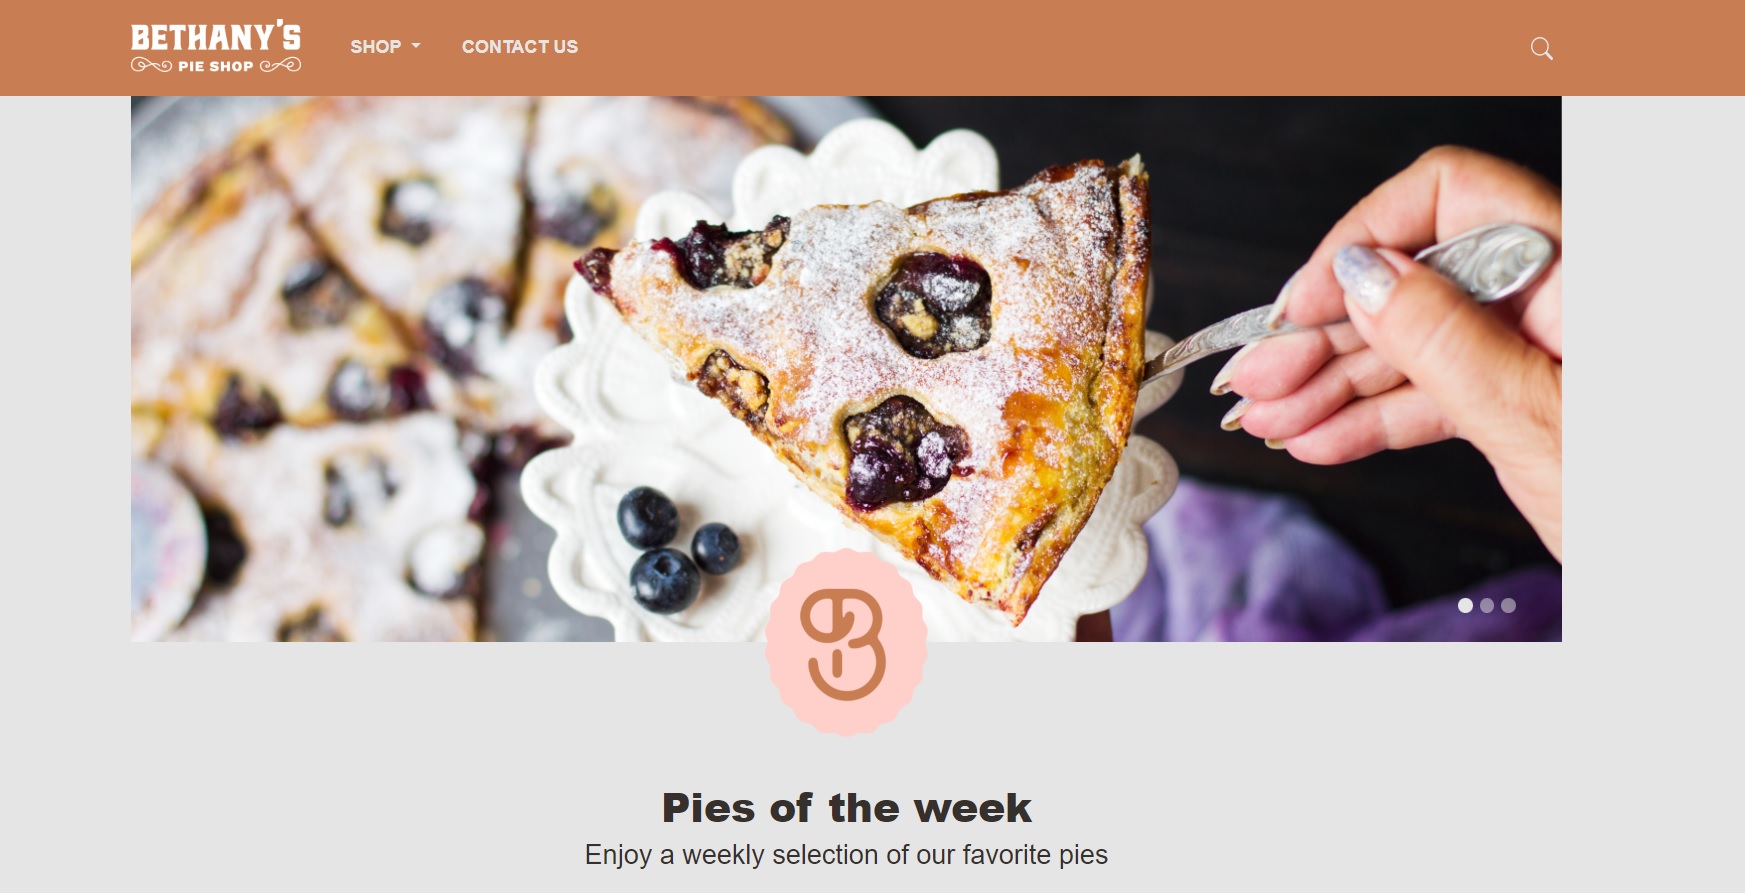 BETHANY'S
PIE SHOP
SHOP
CONTACT US
B
Pies of the week
Enjoy a weekly selection of our favorite pies